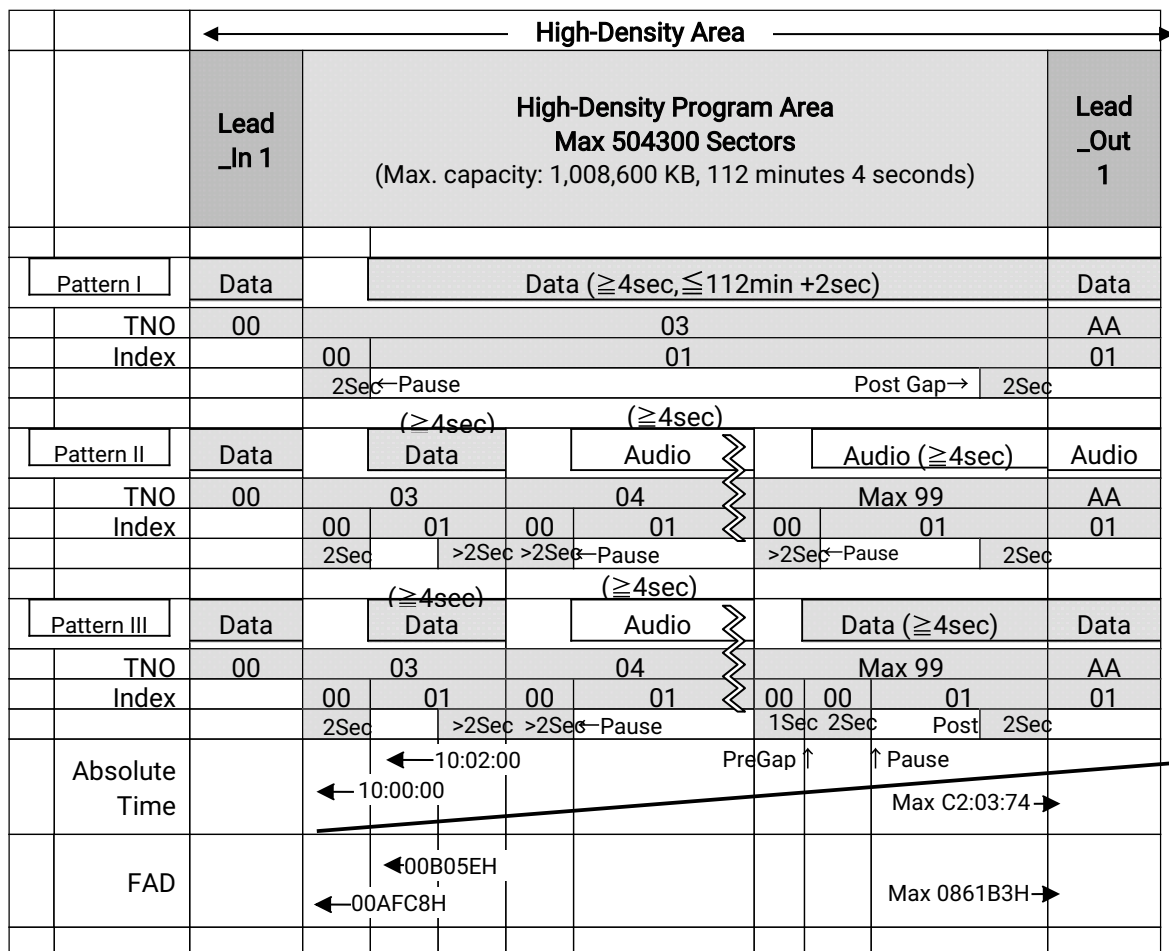 High-Density Area
Lead
_In 1
High-Density Program Area
Max 504300 Sectors
(Max. capacity: 1,008,600 KB, 112 minutes 4 seconds)
Lead
_Out
1
Pattern I Data Data (≧4sec,≦112min +2sec) Data
TNO 00 03 AA
Index 00 01 01
2Sec ←Pause Post Gap→ 2Sec
(≧4sec) (≧4sec)
Pattern II Data Data Audio Audio (≧4sec) Audio
TNO 00 03 04 Max 99 AA
Index 00 01 00 01 00 01 01
2Sec >2Sec >2Sec ←Pause >2Sec ←Pause 2Sec
(≧4sec) (≧4sec)
Pattern III Data Data Audio Data (≧4sec) Data
TNO 00 03 04 Max 99 AA
Index 00 01 00 01 00 00 01 01
2Sec >2Sec >2Sec ←Pause 1Sec 2Sec Post 2Sec
PreGap ↑ ↑ Pause
Absolute
Time
10:02:00
10:00:00
Max C2:03:74
FAD
00B05EH
00AFC8H
Max 0861B3H